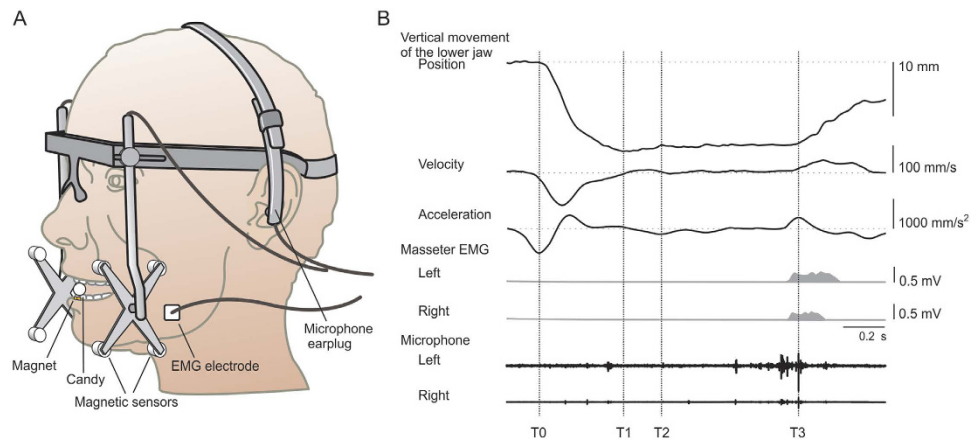 A
Magnet
Candy
Magnetic sensors
EMG electrode
Microphone
earplug
B
Vertical movement
of the lower jaw
Position
10 mm
Velocity
100 mm/s
Acceleration
1000 mm/s²
Masseter EMG
Left
0.5 mV
Right
0.5 mV
0.2 s
Microphone
Left
Right
T0 T1 T2 T3